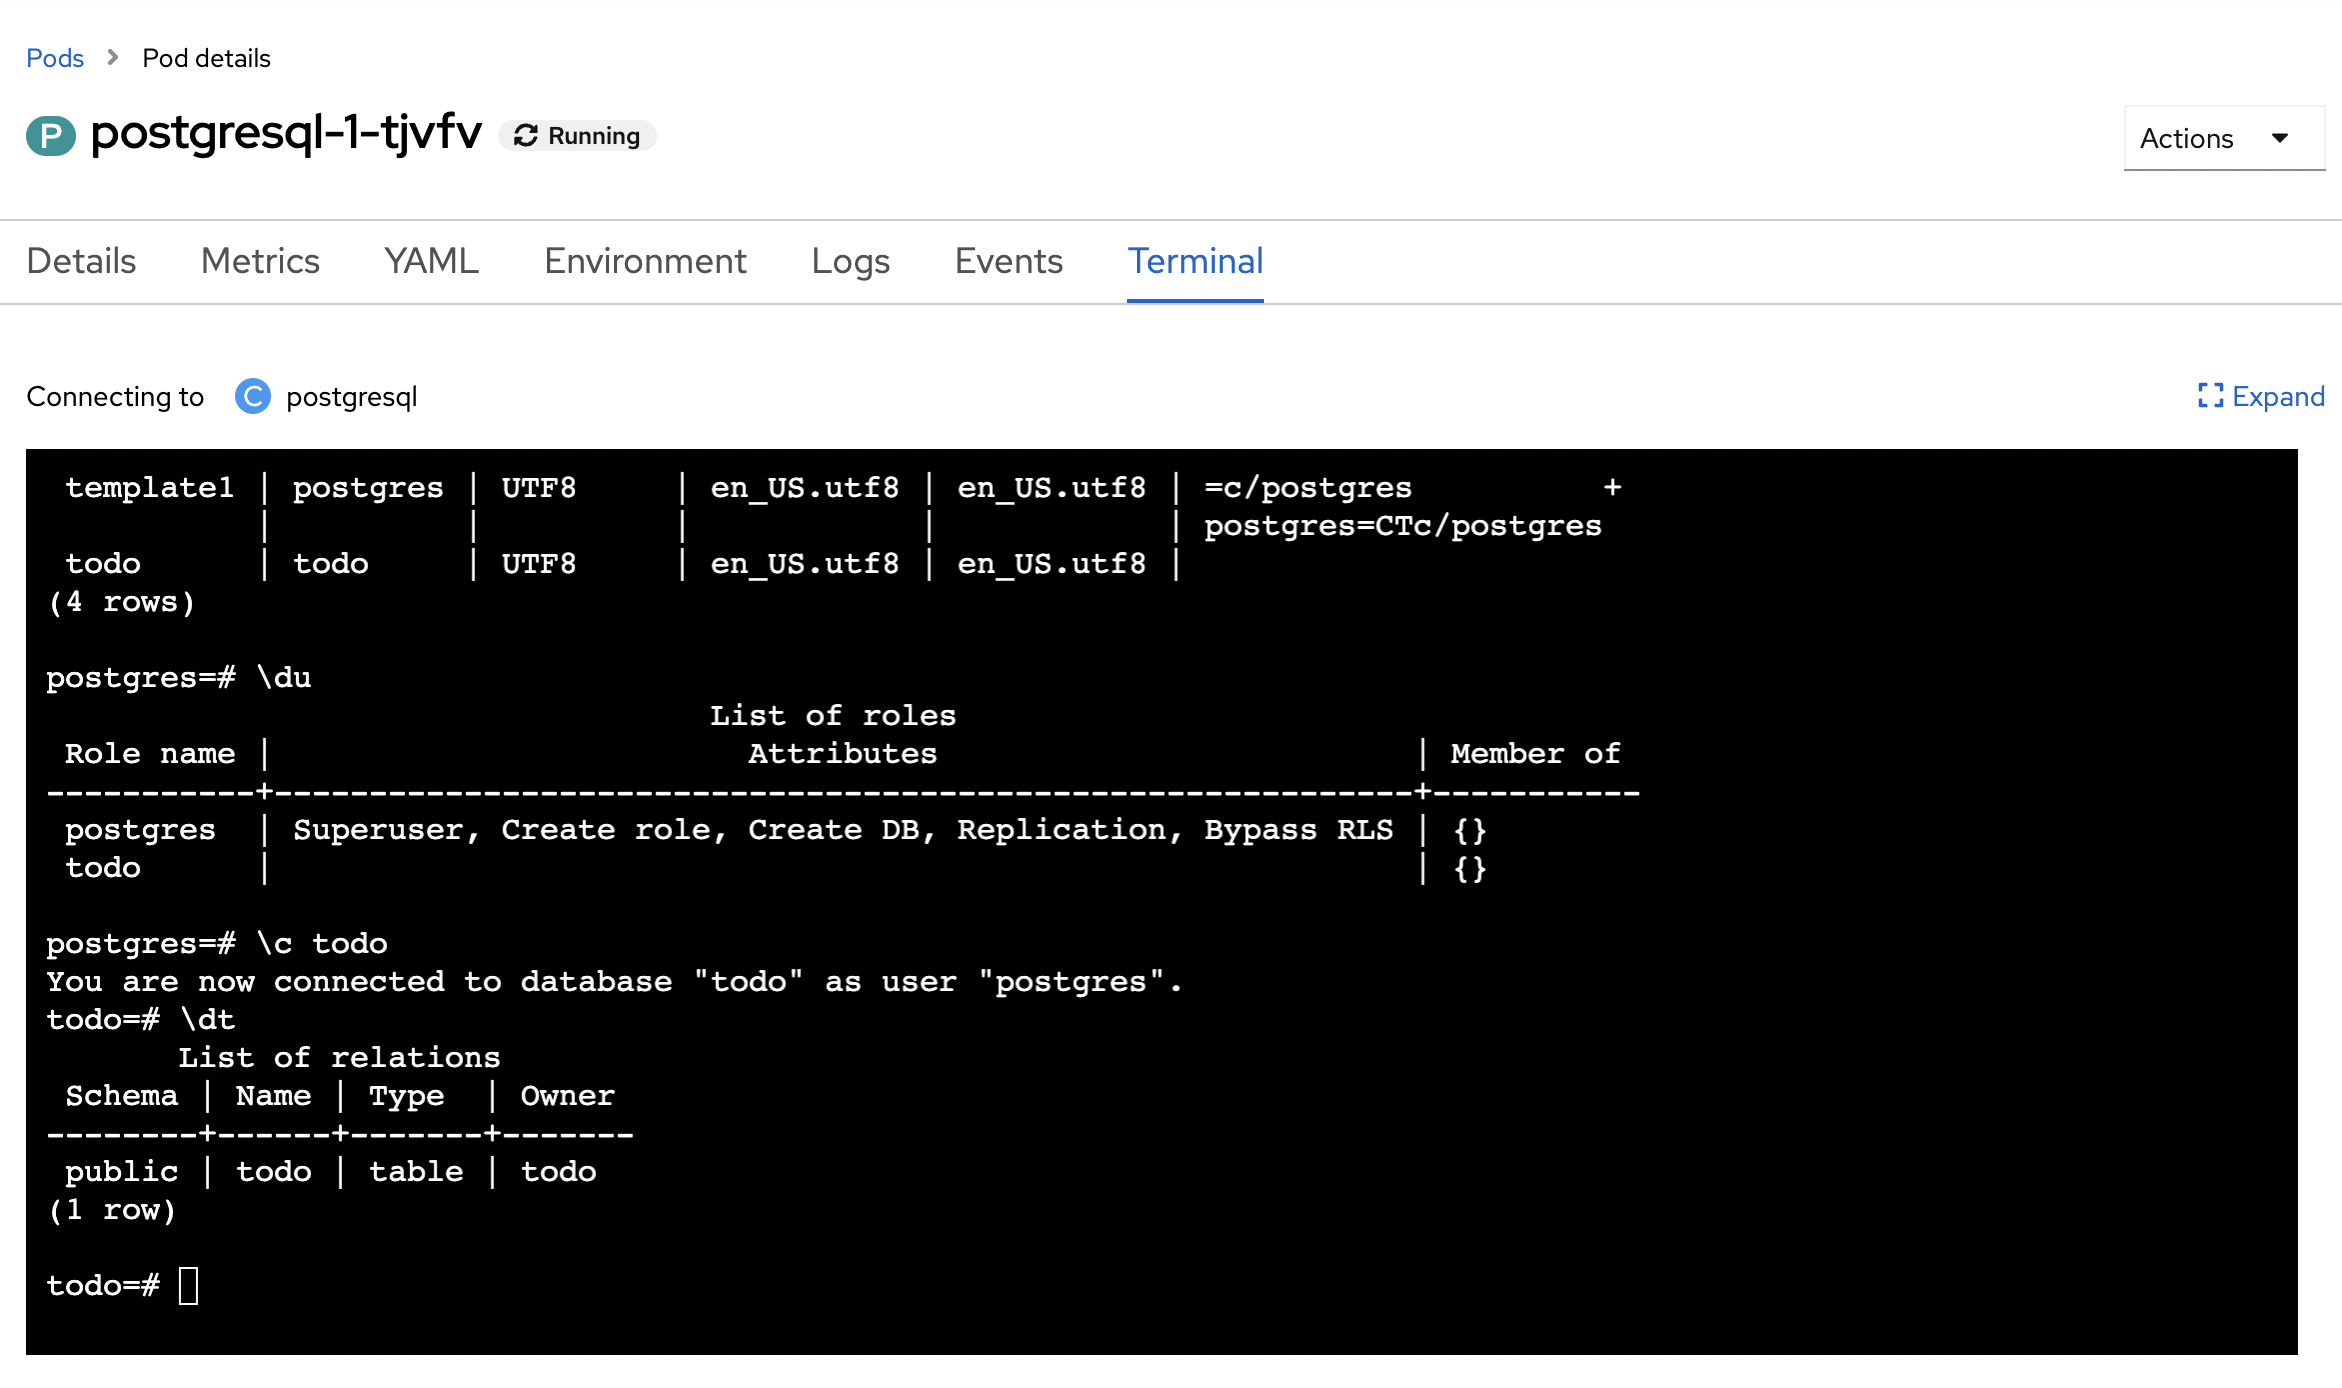 Pods > Pod details
P postgresql-1-tjvfv Running
Actions
Details Metrics YAML Environment Logs Events Terminal
Connecting to C postgresql
Expand
 template1 | postgres | UTF8     | en_US.utf8 | en_US.utf8 | =c/postgres          +
           |          |          |            |            | postgres=CTc/postgres
 todo      | todo     | UTF8     | en_US.utf8 | en_US.utf8 |
(4 rows)
postgres=# \du
                                   List of roles
 Role name |                         Attributes                         | Member of
-----------+------------------------------------------------------------+-----------
 postgres  | Superuser, Create role, Create DB, Replication, Bypass RLS | {}
 todo      |                                                            | {}
postgres=# \c todo
You are now connected to database "todo" as user "postgres".
todo=# \dt
       List of relations
 Schema | Name | Type  | Owner
--------+------+-------+-------
 public | todo | table | todo
(1 row)
todo=#